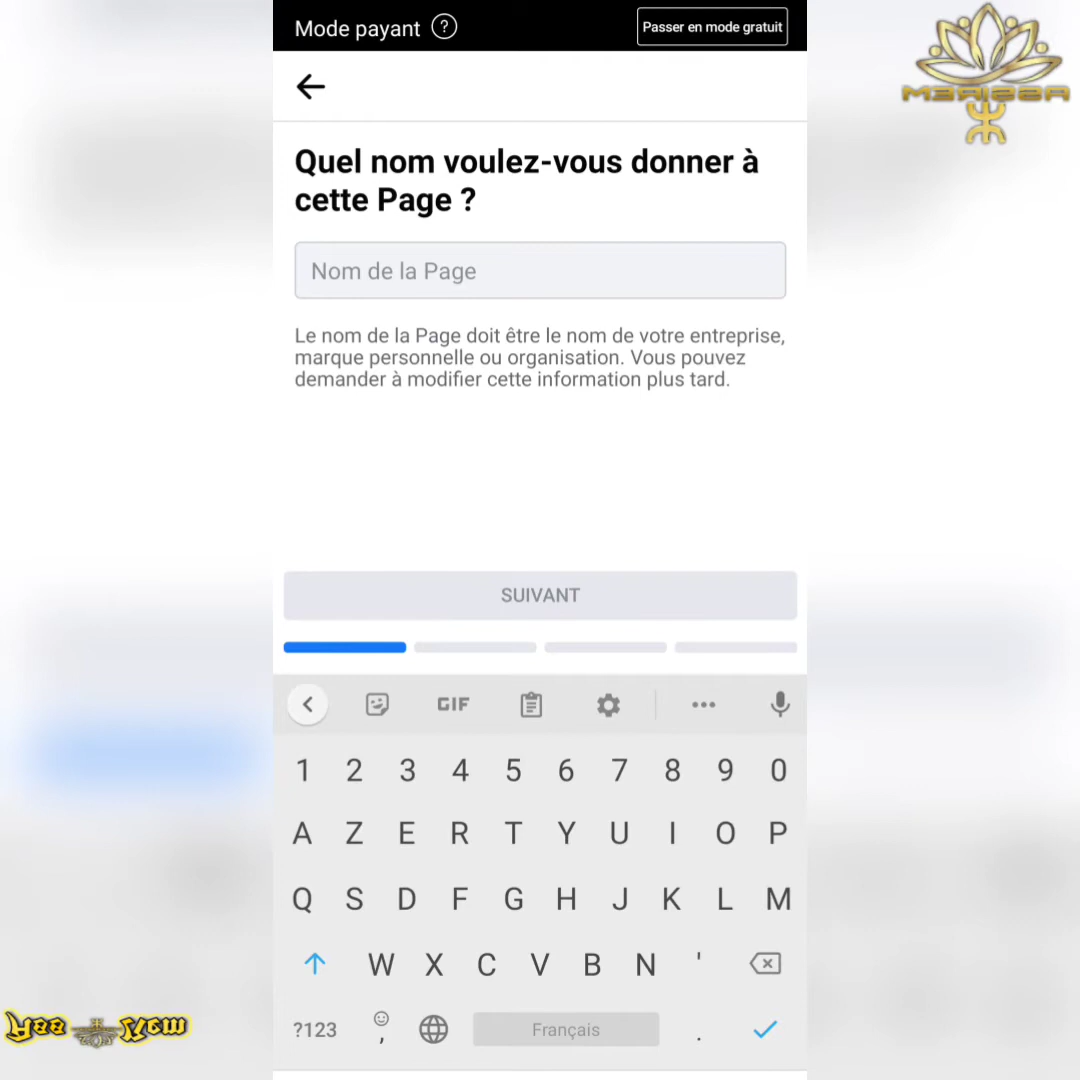 Mode payant ?
Passer en mode gratuit
Quel nom voulez-vous donner à
cette Page ?
Nom de la Page
Le nom de la Page doit être le nom de votre entreprise,
marque personnelle ou organisation. Vous pouvez
demander à modifier cette information plus tard.
SUIVANT
GIF
1 2 3 4 5 6 7 8 9 0
A Z E R T Y U I O P
Q S D F G H J K L M
W X C V B N '
?123 , Français .